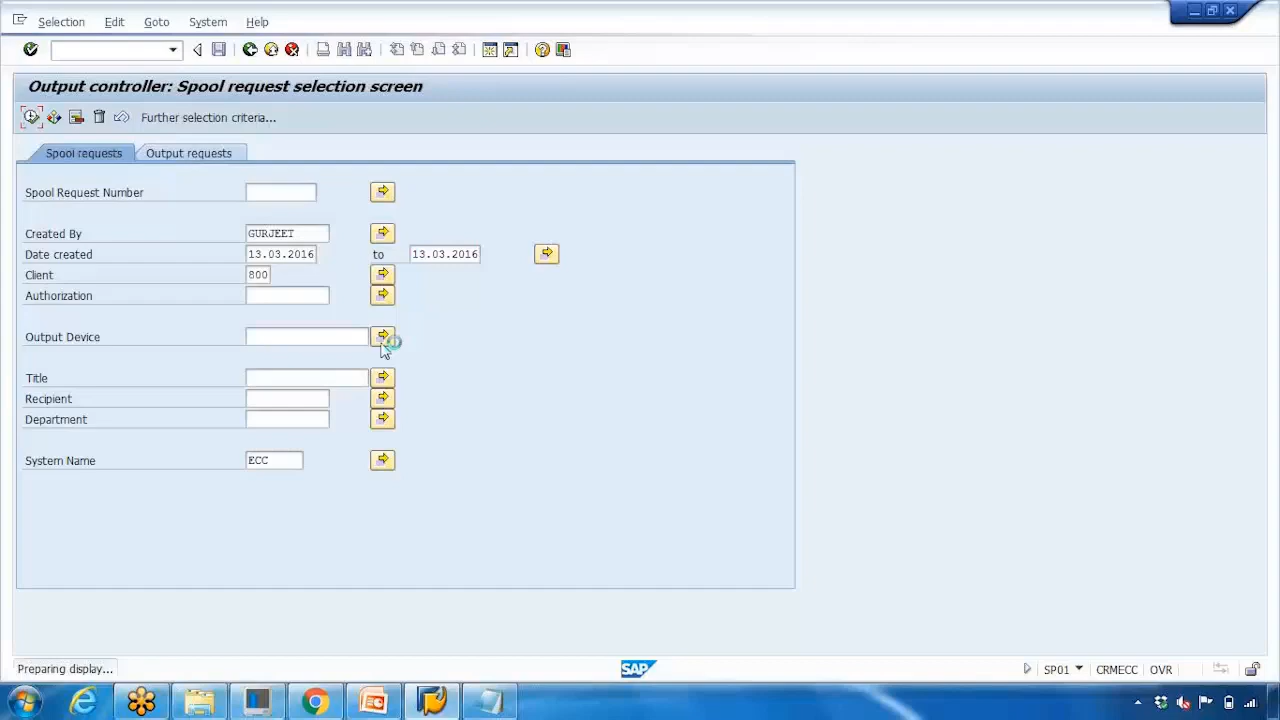 Selection Edit Goto System Help
Output controller: Spool request selection screen
Further selection criteria...
Spool requests Output requests
Spool Request Number
Created By GURJEET
Date created 13.03.2016 to 13.03.2016
Client 800
Authorization
Output Device
Title
Recipient
Department
System Name ECC
Preparing display... SAP SP01 CRMECC OVR